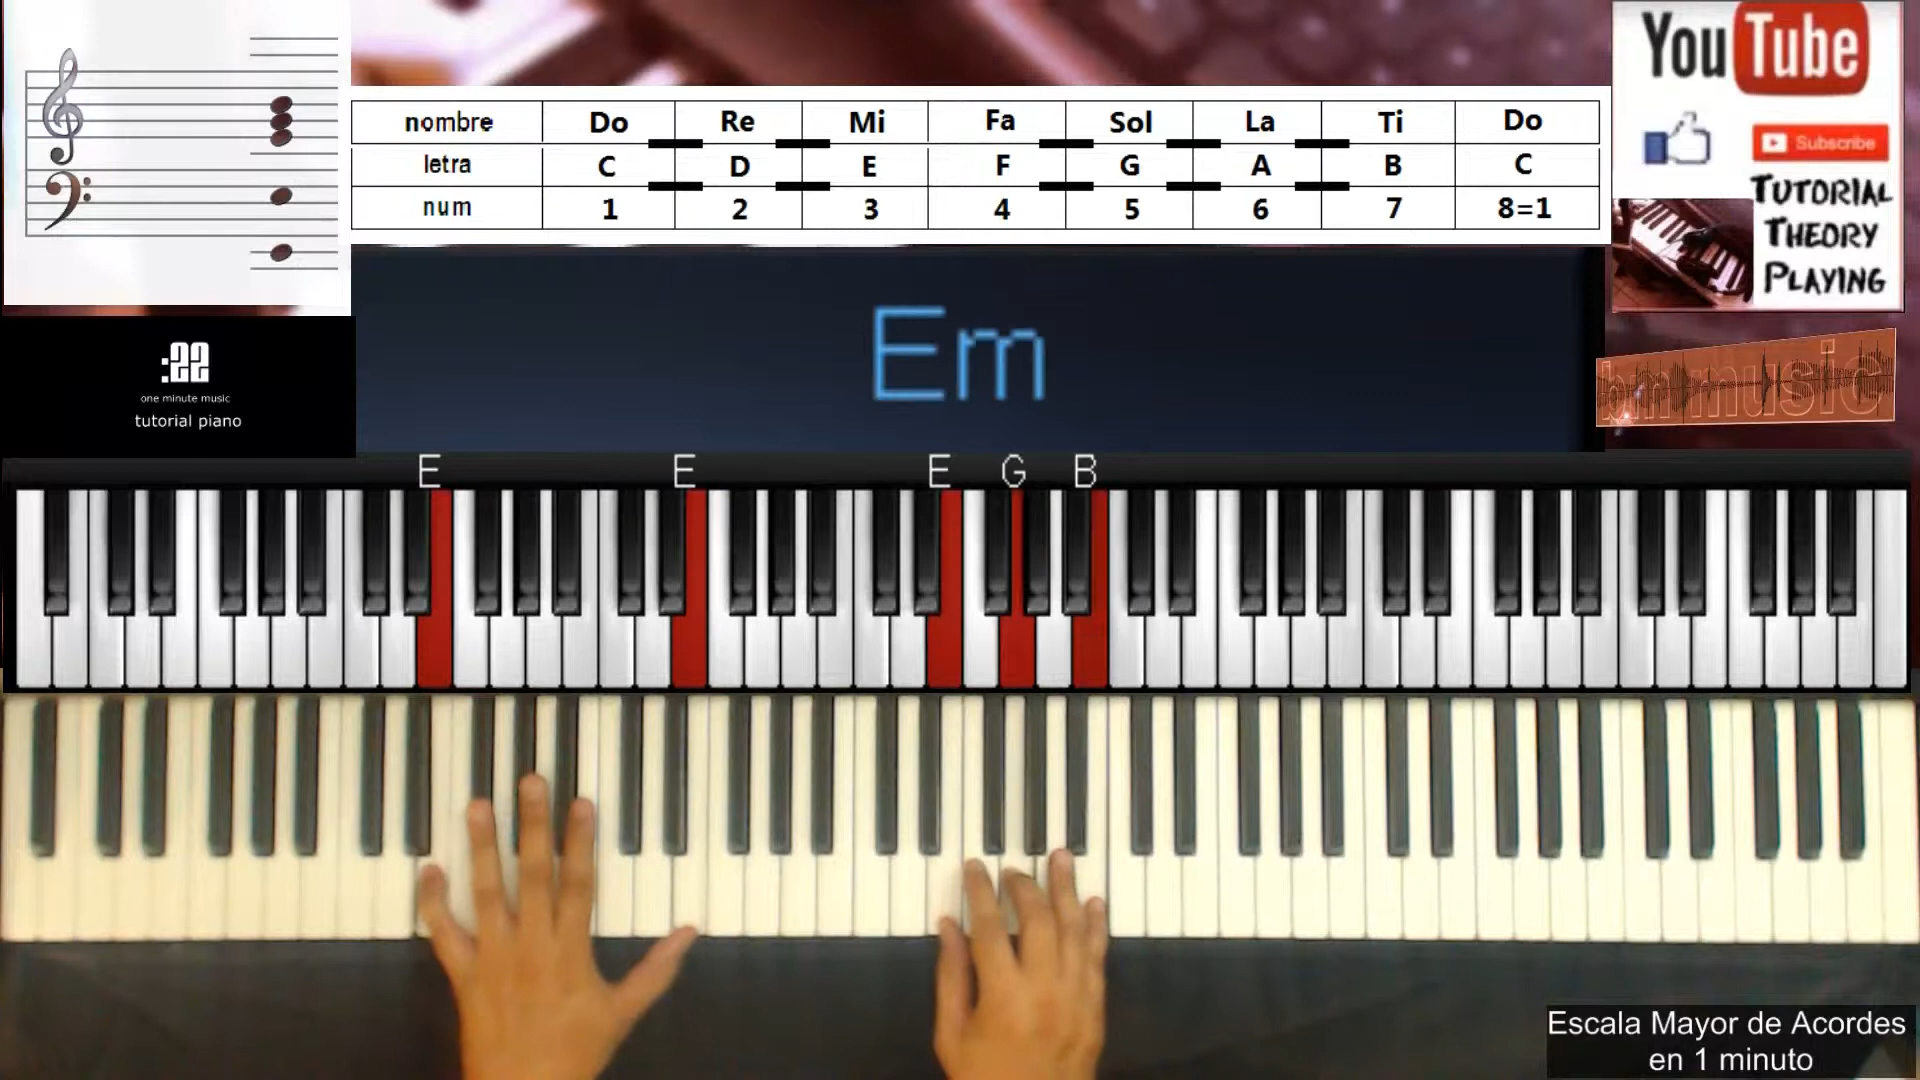 nombre Do Re Mi Fa Sol La Ti Do
letra C D E F G A B C
num 1 2 3 4 5 6 7 8=1
YouTube
Subscribe
TUTORIAL
THEORY
PLAYING
:22
one minute music
tutorial piano
Em
bm music
E E E G B
Escala Mayor de Acordes
en 1 minuto